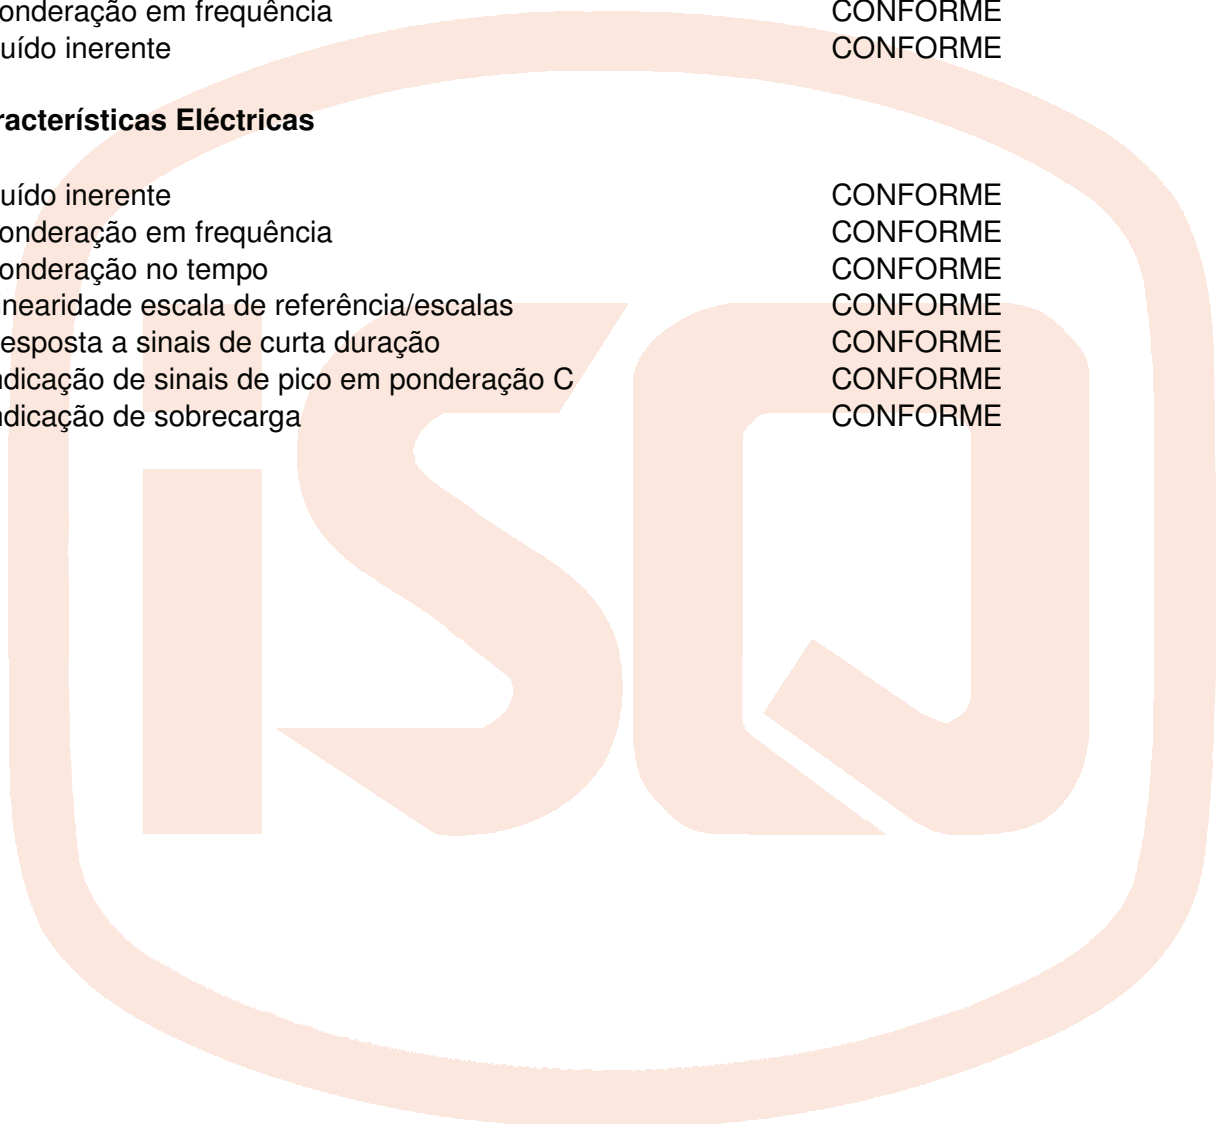 onderação em frequência CONFORME
uído inerente CONFORME
racterísticas Eléctricas
uído inerente CONFORME
onderação em frequência CONFORME
onderação no tempo CONFORME
inearidade escala de referência/escalas CONFORME
esposta a sinais de curta duração CONFORME
ndicação de sinais de pico em ponderação C CONFORME
ndicação de sobrecarga CONFORME
iSQ